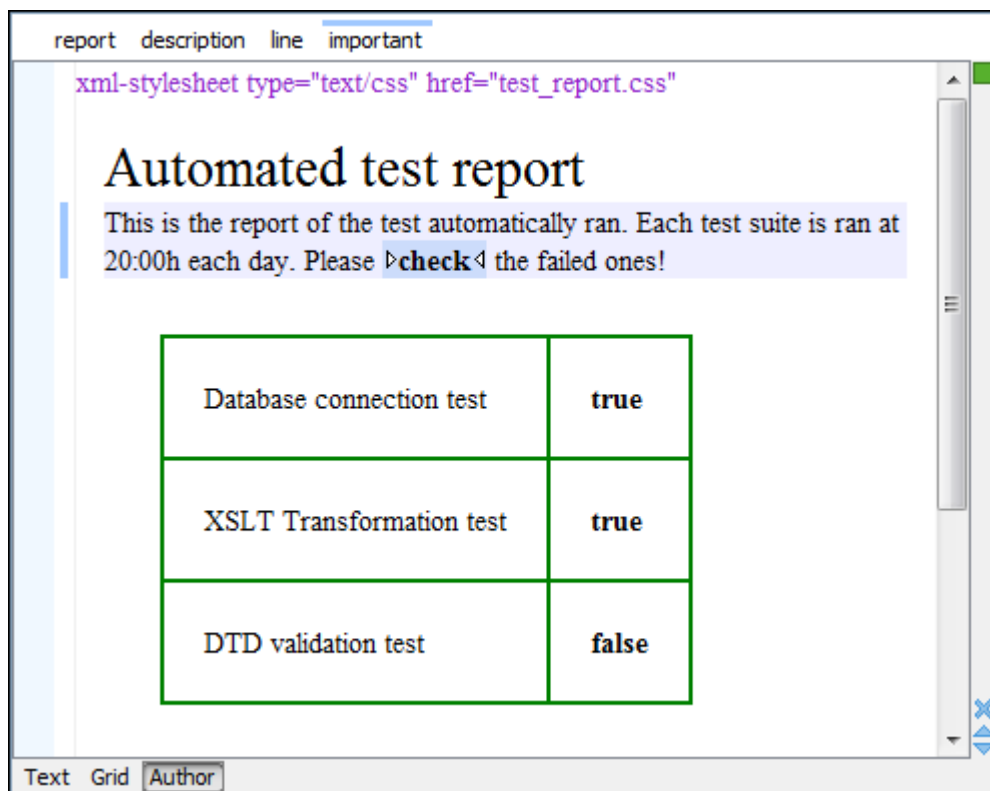 report description line important
xml-stylesheet type="text/css" href="test_report.css"
Automated test report
This is the report of the test automatically ran. Each test suite is ran at
20:00h each day. Please check the failed ones!
Database connection test true
XSLT Transformation test true
DTD validation test false
Text Grid Author